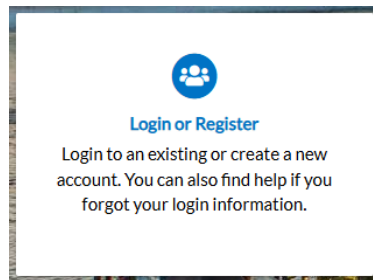 Login or Register
Login to an existing or create a new
account. You can also find help if you
forgot your login information.